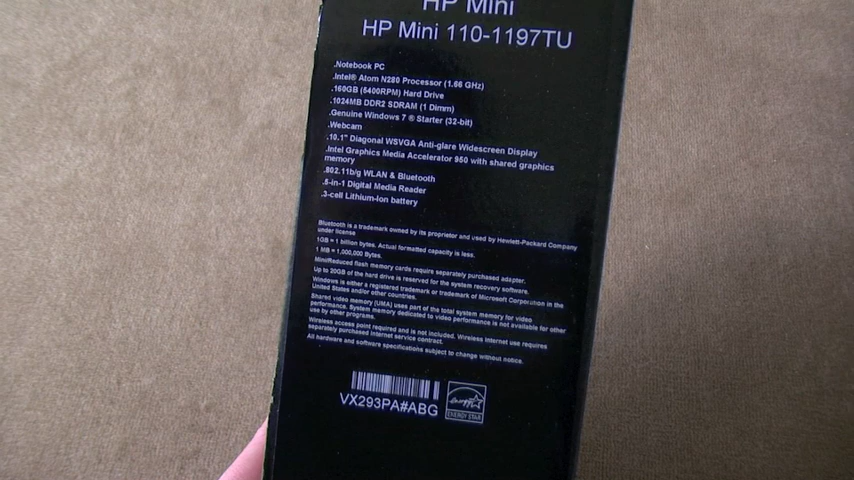 HP Mini
HP Mini 110-1197TU
.Notebook PC
.Intel® Atom N280 Processor (1.66 GHz)
.160GB (5400RPM) Hard Drive
.1024MB DDR2 SDRAM (1 Dimm)
.Genuine Windows 7 ® Starter (32-bit)
.Webcam
.10.1" Diagonal WSVGA Anti-glare Widescreen Display
.Intel Graphics Media Accelerator 950 with shared graphics
memory
.802.11b/g WLAN & Bluetooth
.5-in-1 Digital Media Reader
.3-cell Lithium-Ion battery
Bluetooth is a trademark owned by its proprietor and used by Hewlett-Packard Company
under license
1GB = 1 billion bytes. Actual formatted capacity is less.
1 MB = 1,000,000 Bytes.
Mini/Reduced flash memory cards require separately purchased adapter.
Up to 20GB of the hard drive is reserved for the system recovery software.
Windows is either a registered trademark or trademark of Microsoft Corporation in the
United States and/or other countries.
Shared video memory (UMA) uses part of the total system memory for video
performance. System memory dedicated to video performance is not available for other
use by other programs.
Wireless access point required and is not included. Wireless Internet use requires
separately purchased Internet service contract.
All hardware and software specifications subject to change without notice.
VX293PA#ABG
energy
ENERGY STAR